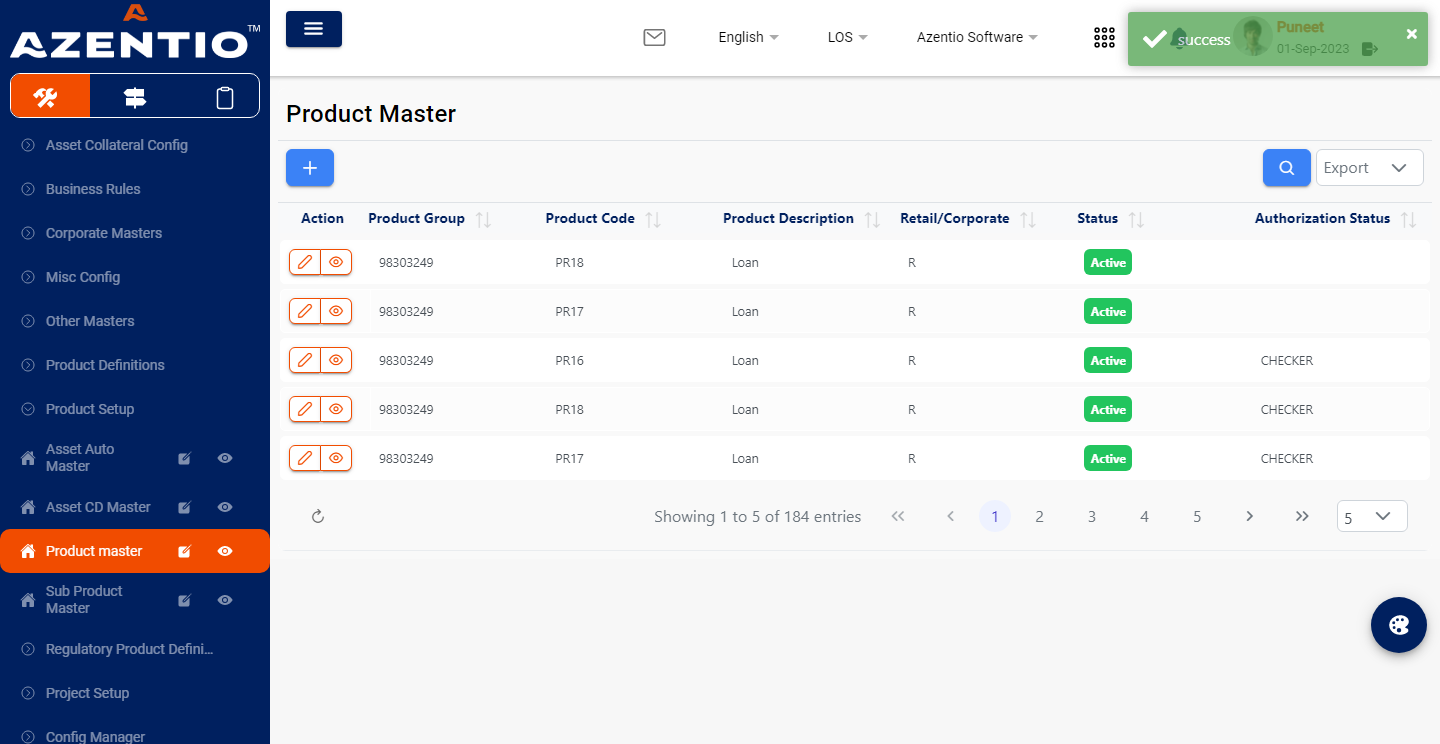 AZENTIO™
English
LOS
Azentio Software
success
Puneet
01-Sep-2023
Asset Collateral Config
Business Rules
Corporate Masters
Misc Config
Other Masters
Product Definitions
Product Setup
Asset Auto
Master
Asset CD Master
Product master
Sub Product
Master
Regulatory Product Defini...
Project Setup
Config Manager
Product Master
Export
Action Product Group Product Code Product Description Retail/Corporate Status Authorization Status
98303249 PR18 Loan R Active
98303249 PR17 Loan R Active
98303249 PR16 Loan R Active CHECKER
98303249 PR18 Loan R Active CHECKER
98303249 PR17 Loan R Active CHECKER
Showing 1 to 5 of 184 entries 1 2 3 4 5 5